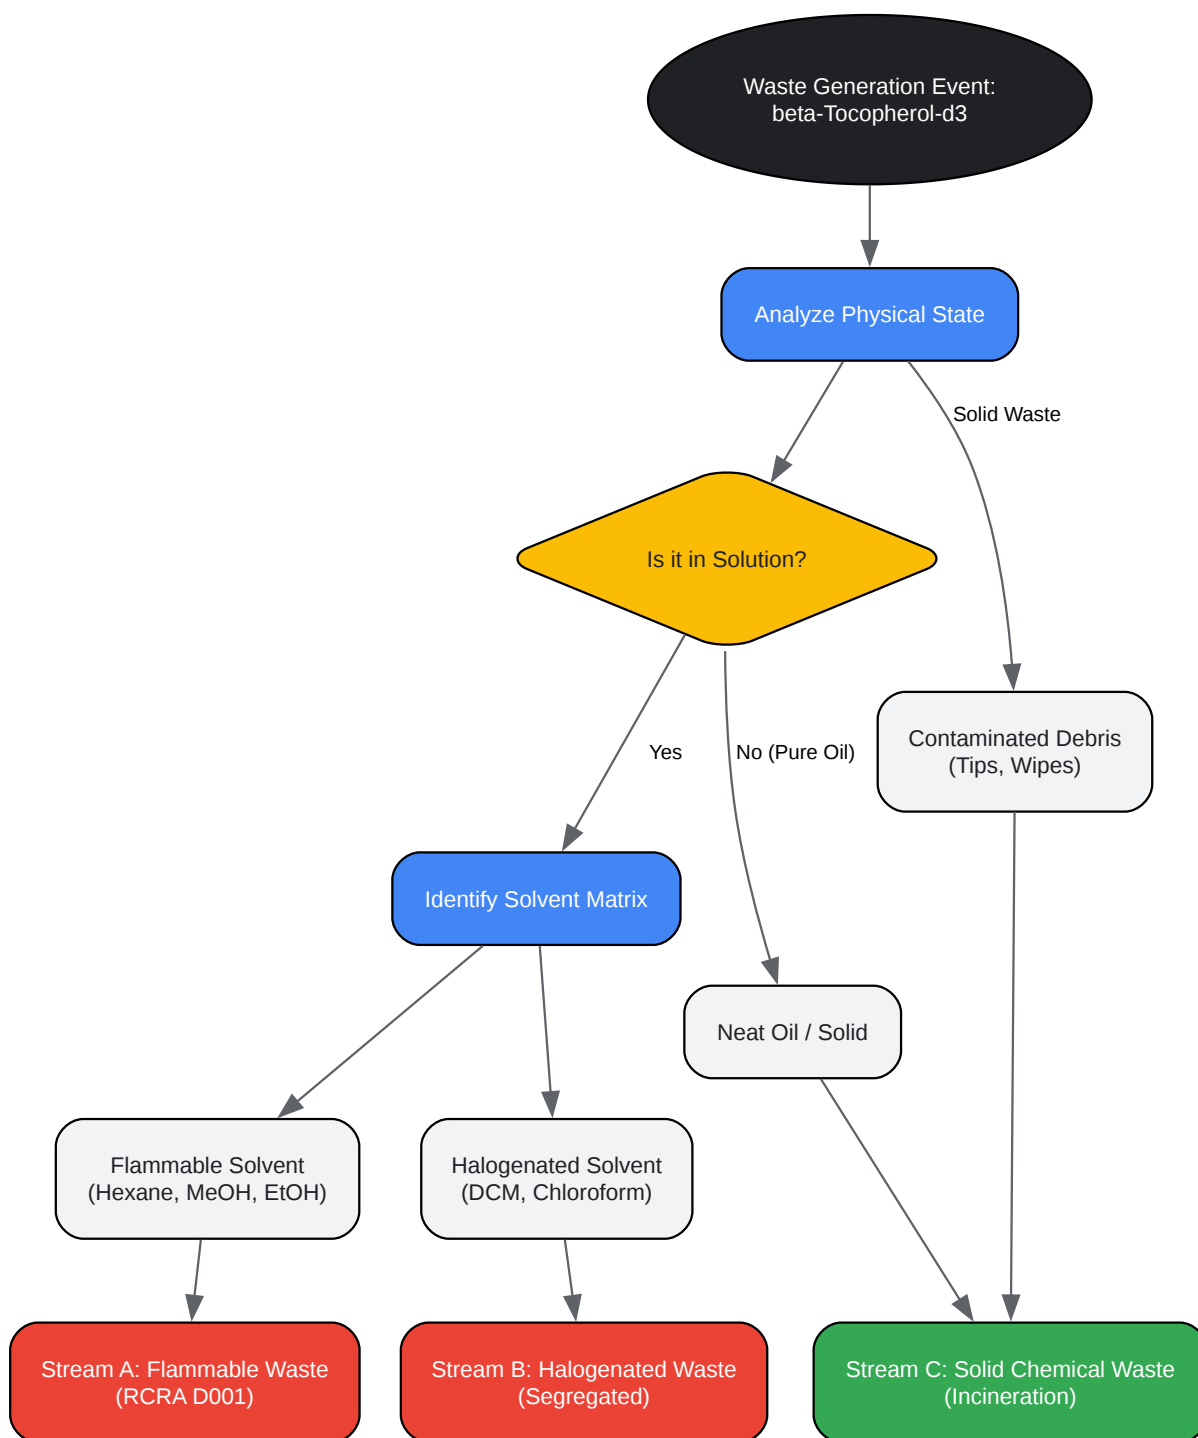 Waste Generation Event:
beta-Tocopherol-d3
Analyze Physical State
Solid Waste
Is it in Solution?
Yes
No (Pure Oil)
Contaminated Debris
(Tips, Wipes)
Identify Solvent Matrix
Neat Oil / Solid
Flammable Solvent
(Hexane, MeOH, EtOH)
Halogenated Solvent
(DCM, Chloroform)
Stream A: Flammable Waste
(RCRA D001)
Stream B: Halogenated Waste
(Segregated)
Stream C: Solid Chemical Waste
(Incineration)